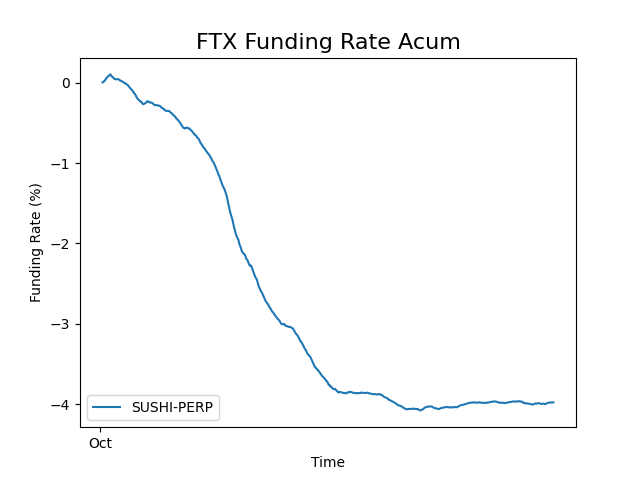 FTX Funding Rate Acum
Funding Rate (%)
0
−1
−2
−3
−4
SUSHI-PERP
Oct
Time